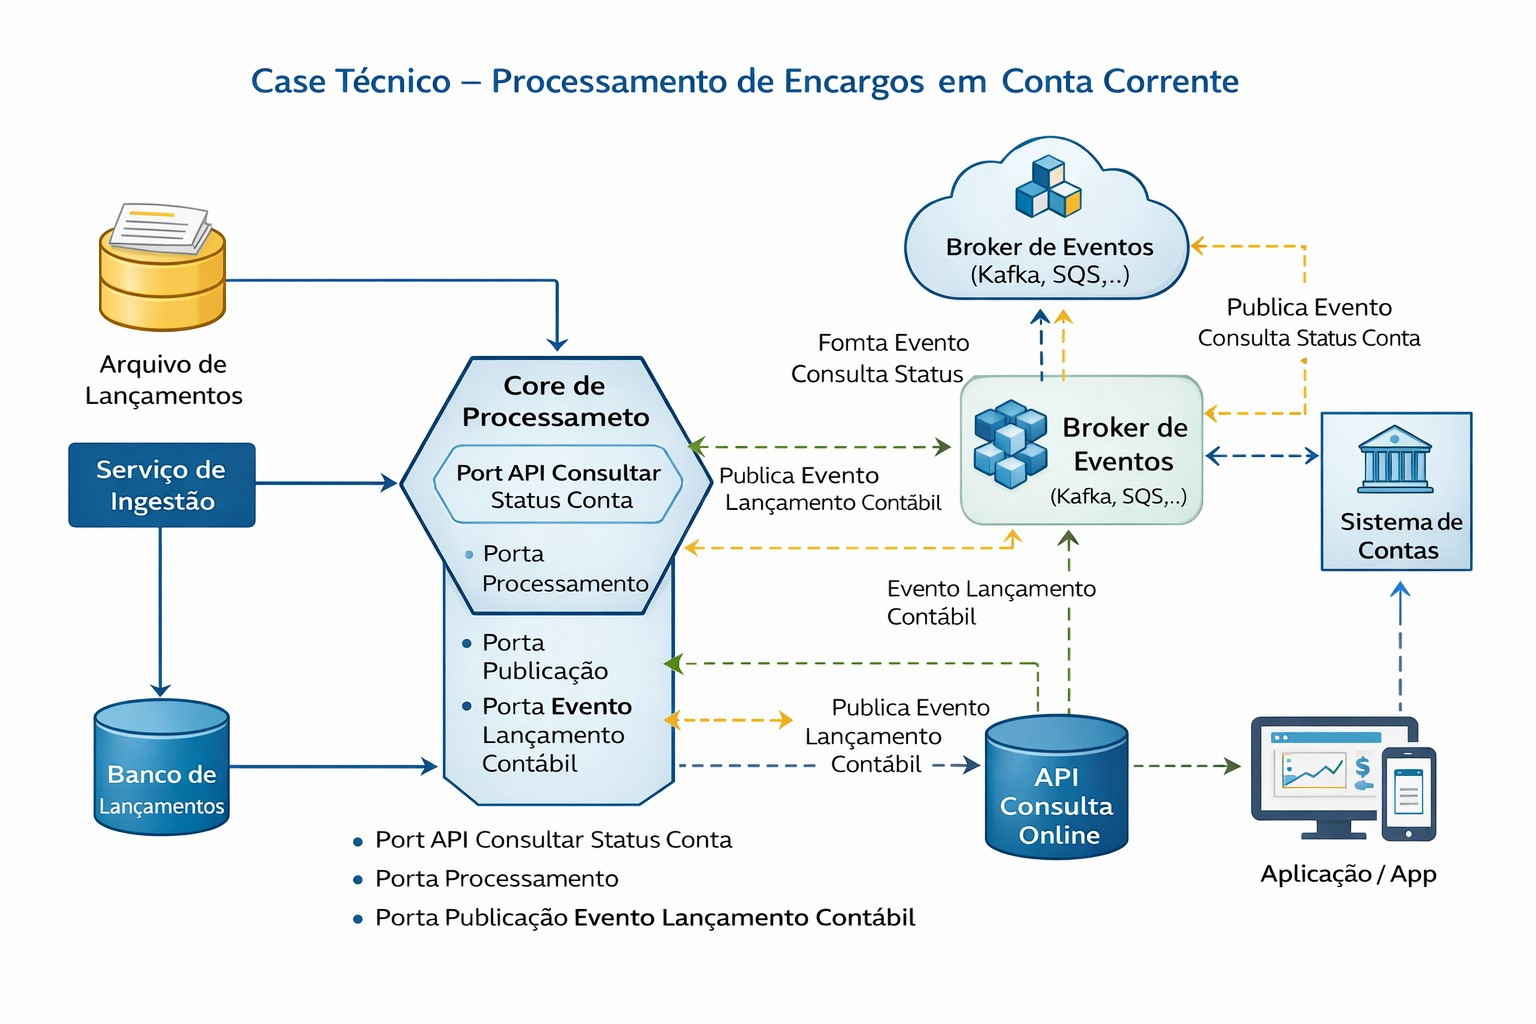 Case Técnico – Processamento de Encargos em Conta Corrente
Broker de Eventos
(Kafka, SQS,..)
Publica Evento
Consulta Status Conta
Fomta Evento
Consulta Status
Arquivo de
Lançamentos
Core de
Processameto
Port API Consultar
Status Conta
• Porta
Processamento
• Porta
Publicação
• Porta Evento
Lançamento
Contábil
Serviço de
Ingestão
Publica Evento
Lançamento Contábil
Broker de
Eventos
(Kafka, SQS,..)
Sistema de
Contas
Evento Lançamento
Contábil
Publica Evento
Lançamento
Contábil
Banco de
Lançamentos
API
Consulta
Online
$
Aplicação / App
• Port API Consultar Status Conta
• Porta Processamento
• Porta Publicação Evento Lançamento Contábil